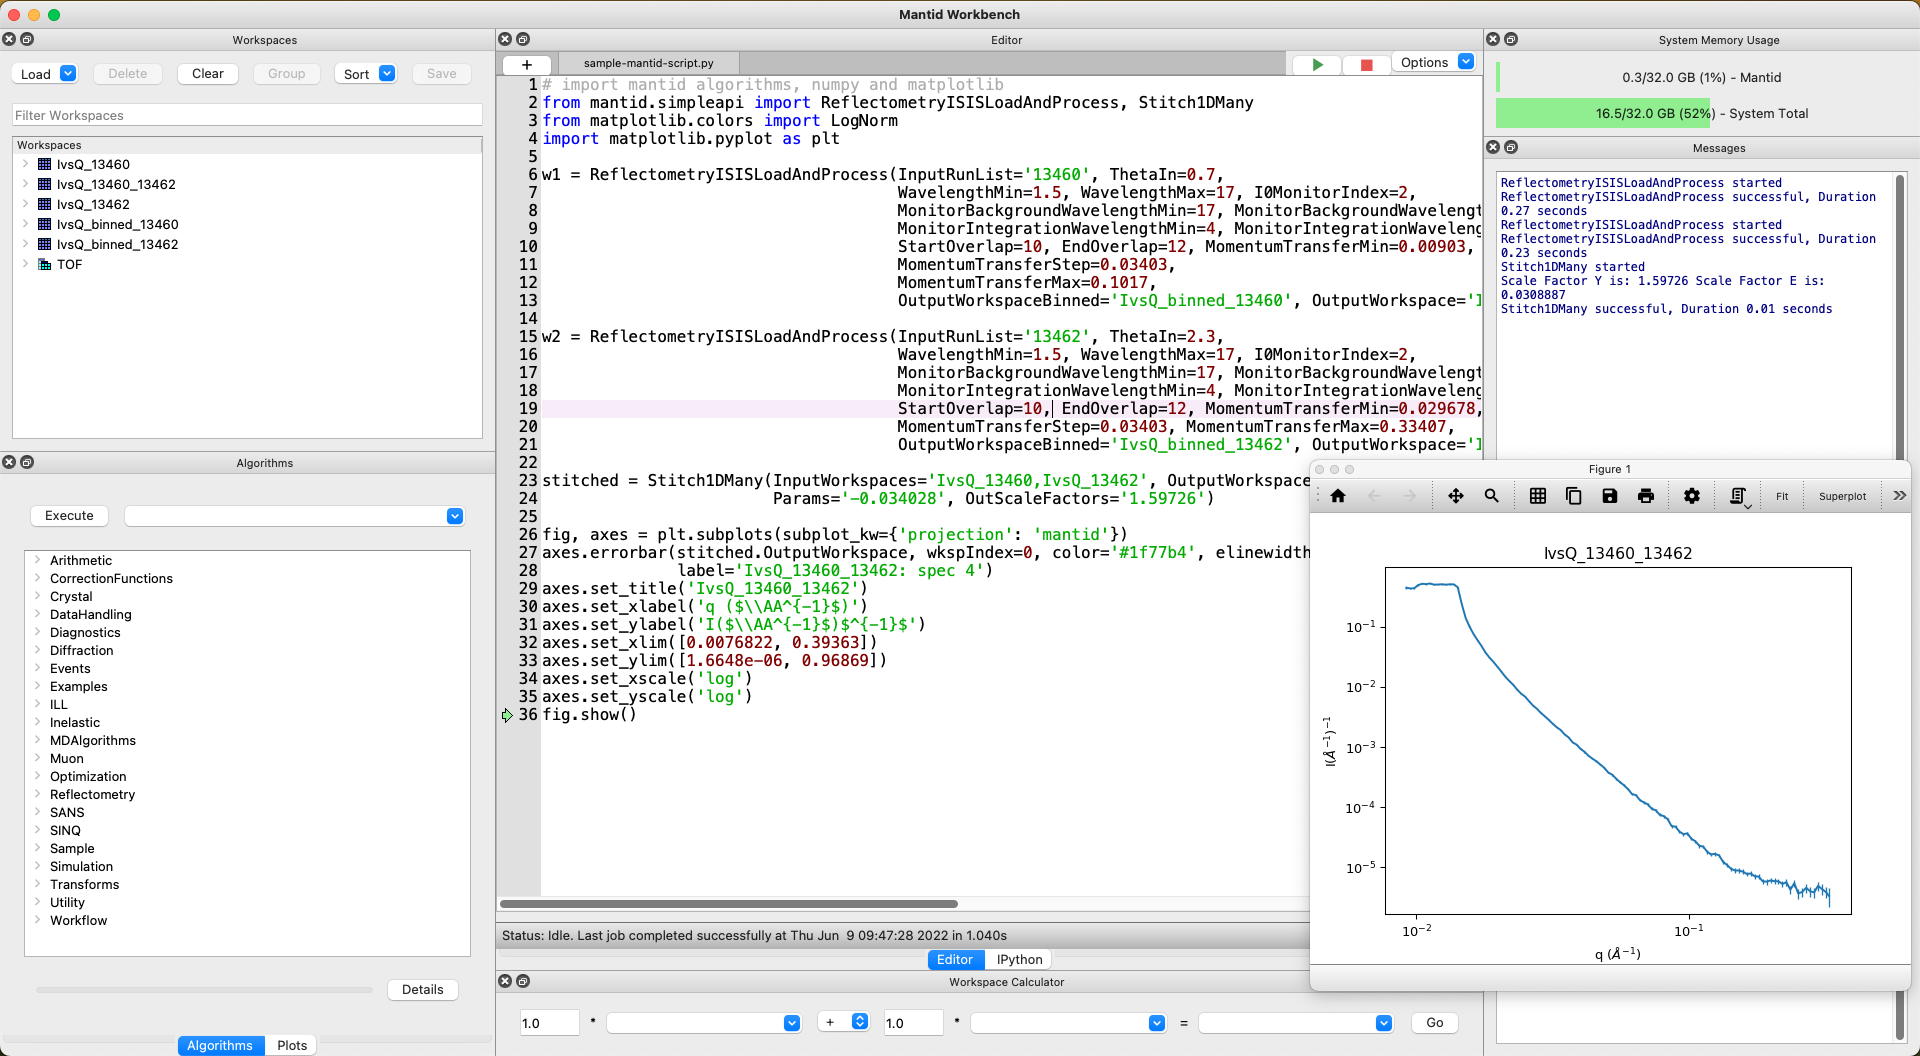 Mantid Workbench
Workspaces
Load
Delete
Clear
Group
Sort
Save
Filter Workspaces
Workspaces
IvsQ_13460
IvsQ_13460_13462
IvsQ_13462
IvsQ_binned_13460
IvsQ_binned_13462
TOF
Algorithms
Execute
Arithmetic
CorrectionFunctions
Crystal
DataHandling
Diagnostics
Diffraction
Events
Examples
ILL
Inelastic
MDAlgorithms
Muon
Optimization
Reflectometry
SANS
SINQ
Sample
Simulation
Transforms
Utility
Workflow
Details
Algorithms
Plots
Editor
+
sample-mantid-script.py
Options
1 # import mantid algorithms, numpy and matplotlib
2 from mantid.simpleapi import ReflectometryISISLoadAndProcess, Stitch1DMany
3 from matplotlib.colors import LogNorm
4 import matplotlib.pyplot as plt
5
6 w1 = ReflectometryISISLoadAndProcess(InputRunList='13460', ThetaIn=0.7,
7 WavelengthMin=1.5, WavelengthMax=17, I0MonitorIndex=2,
8 MonitorBackgroundWavelengthMin=17, MonitorBackgroundWavelengt
9 MonitorIntegrationWavelengthMin=4, MonitorIntegrationWaveleng
10 StartOverlap=10, EndOverlap=12, MomentumTransferMin=0.00903,
11 MomentumTransferStep=0.03403,
12 MomentumTransferMax=0.1017,
13 OutputWorkspaceBinned='IvsQ_binned_13460', OutputWorkspace='I
14
15 w2 = ReflectometryISISLoadAndProcess(InputRunList='13462', ThetaIn=2.3,
16 WavelengthMin=1.5, WavelengthMax=17, I0MonitorIndex=2,
17 MonitorBackgroundWavelengthMin=17, MonitorBackgroundWavelengt
18 MonitorIntegrationWavelengthMin=4, MonitorIntegrationWaveleng
19 StartOverlap=10, EndOverlap=12, MomentumTransferMin=0.029678,
20 MomentumTransferStep=0.03403, MomentumTransferMax=0.33407,
21 OutputWorkspaceBinned='IvsQ_binned_13462', OutputWorkspace='I
22
23 stitched = Stitch1DMany(InputWorkspaces='IvsQ_13460,IvsQ_13462', OutputWorkspace
24 Params='-0.034028', OutScaleFactors='1.59726')
25
26 fig, axes = plt.subplots(subplot_kw={'projection': 'mantid'})
27 axes.errorbar(stitched.OutputWorkspace, wkspIndex=0, color='#1f77b4', elinewidth
28 label='IvsQ_13460_13462: spec 4')
29 axes.set_title('IvsQ_13460_13462')
30 axes.set_xlabel('q ($\\AA^{-1}$)')
31 axes.set_ylabel('I($\\AA^{-1}$)$^{-1}$')
32 axes.set_xlim([0.0076822, 0.39363])
33 axes.set_ylim([1.6648e-06, 0.96869])
34 axes.set_xscale('log')
35 axes.set_yscale('log')
36 fig.show()
Status: Idle. Last job completed successfully at Thu Jun 9 09:47:28 2022 in 1.040s
Editor
IPython
Workspace Calculator
1.0
*
+
1.0
*
=
Go
System Memory Usage
0.3/32.0 GB (1%) - Mantid
16.5/32.0 GB (52%) - System Total
Messages
ReflectometryISISLoadAndProcess started
ReflectometryISISLoadAndProcess successful, Duration
0.27 seconds
ReflectometryISISLoadAndProcess started
ReflectometryISISLoadAndProcess successful, Duration
0.23 seconds
Stitch1DMany started
Scale Factor Y is: 1.59726 Scale Factor E is:
0.0308887
Stitch1DMany successful, Duration 0.01 seconds
Figure 1
Fit
Superplot
»
IvsQ_13460_13462
10⁻¹
10⁻²
10⁻³
10⁻⁴
10⁻⁵
I(Å⁻¹)⁻¹
10⁻²
10⁻¹
q (Å⁻¹)